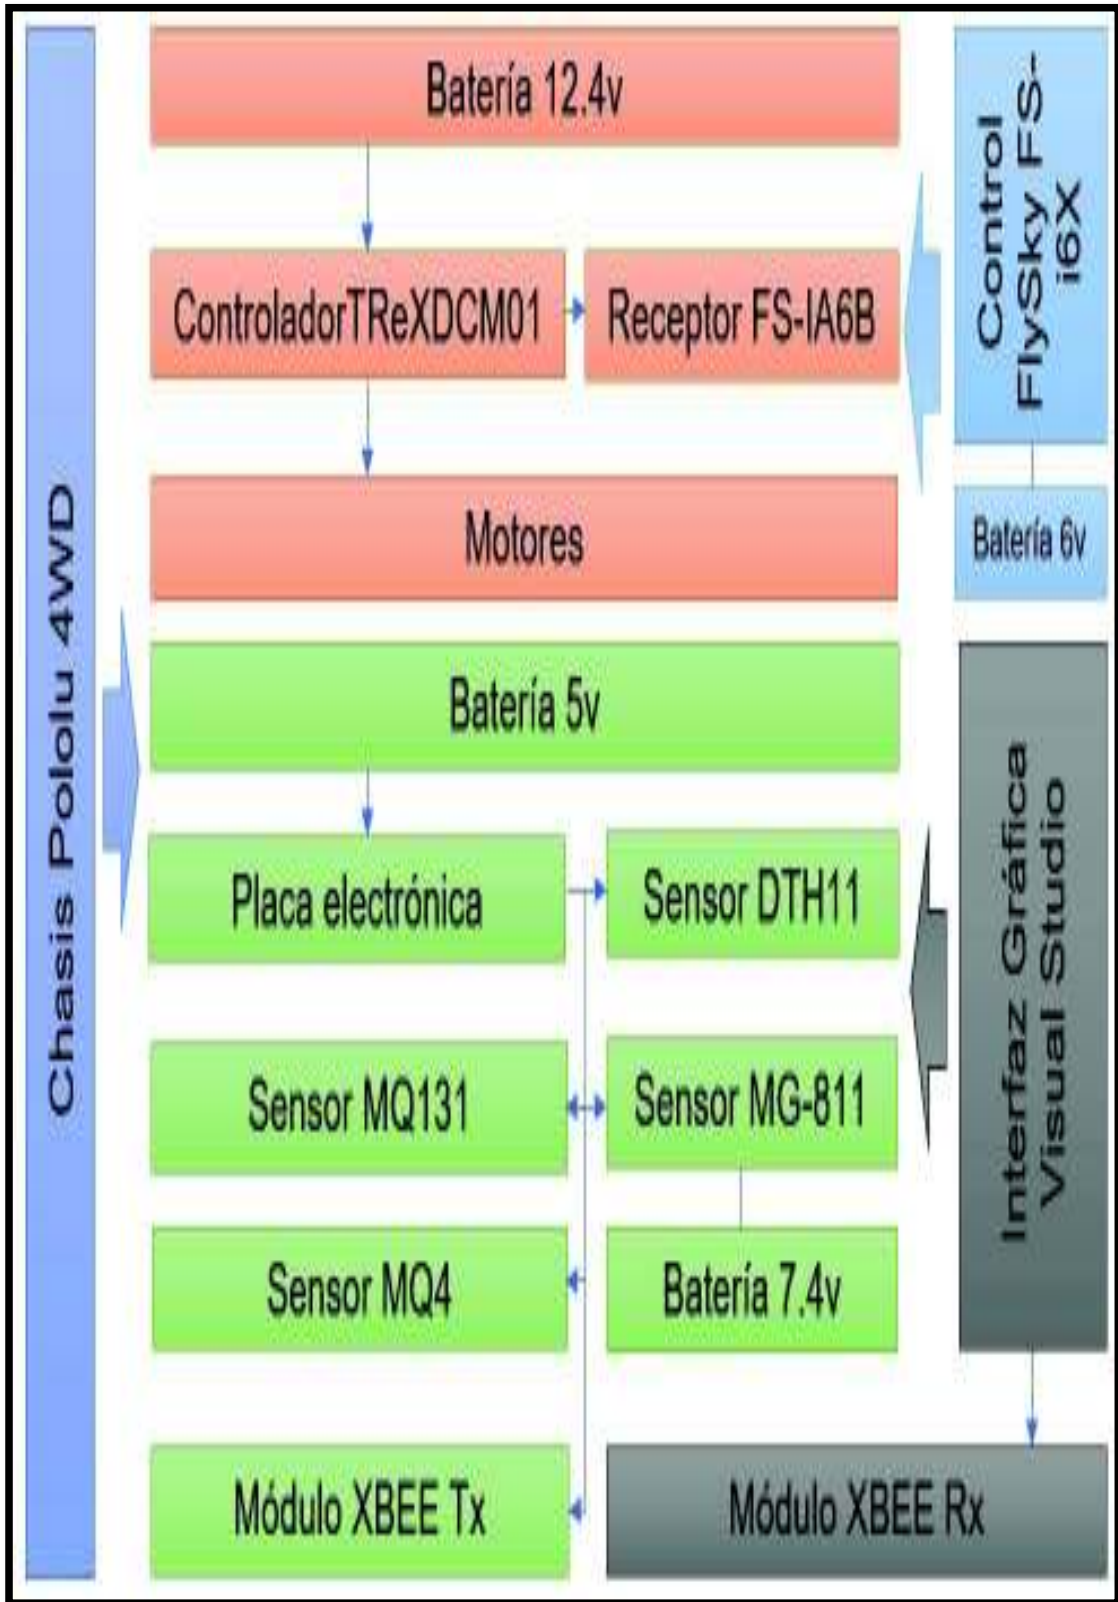 Chasis Pololu 4WD
Batería 12.4v
ControladorTReXDCM01
Receptor FS-IA6B
Motores
Control
FlySky FS-
i6X
Batería 6v
Batería 5v
Placa electrónica
Sensor DTH11
Sensor MQ131
Sensor MG-811
Sensor MQ4
Batería 7.4v
Módulo XBEE Tx
Interfaz Gráfica
Visual Studio
Módulo XBEE Rx